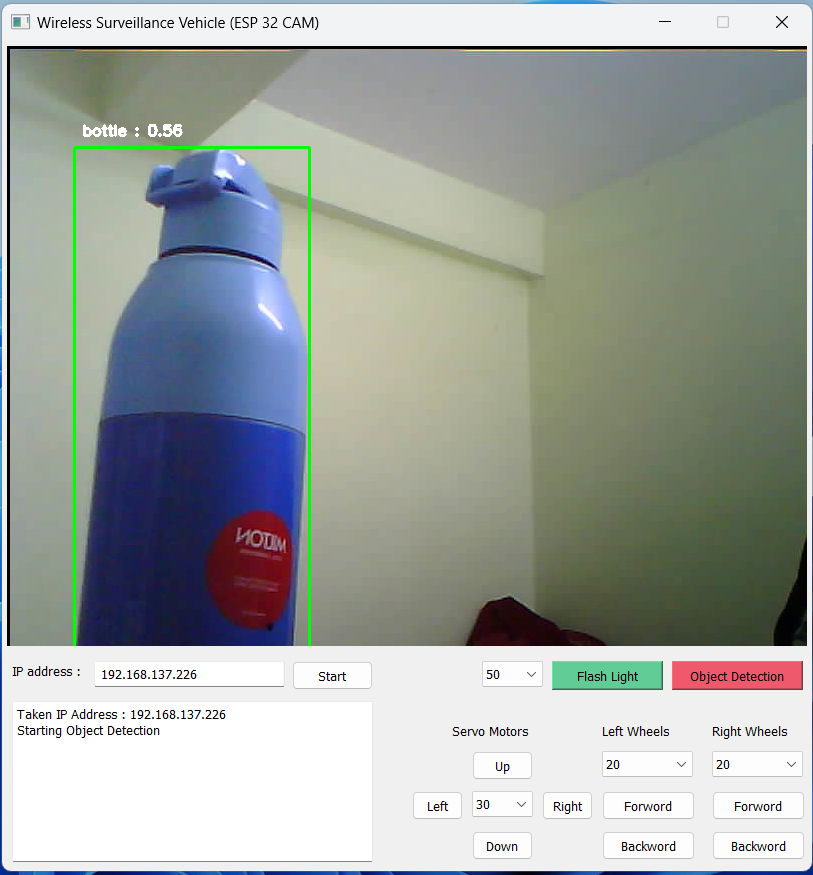 Wireless Surveillance Vehicle (ESP 32 CAM)
bottle : 0.56
MILTON
IP address :
192.168.137.226
Start
50
Flash Light
Object Detection
Taken IP Address : 192.168.137.226
Starting Object Detection
Servo Motors
Left Wheels
Right Wheels
Up
20
20
Left
30
Right
Forword
Forword
Down
Backword
Backword